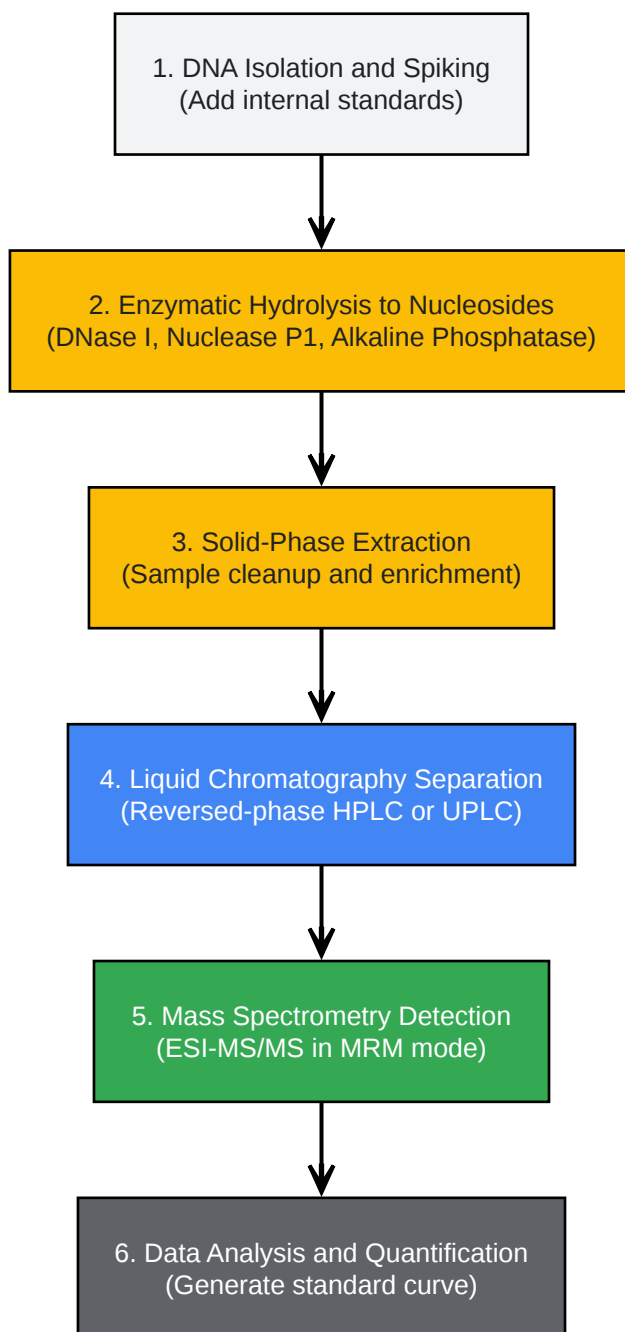 1. DNA Isolation and Spiking
(Add internal standards)
2. Enzymatic Hydrolysis to Nucleosides
(DNase I, Nuclease P1, Alkaline Phosphatase)
3. Solid-Phase Extraction
(Sample cleanup and enrichment)
4. Liquid Chromatography Separation
(Reversed-phase HPLC or UPLC)
5. Mass Spectrometry Detection
(ESI-MS/MS in MRM mode)
6. Data Analysis and Quantification
(Generate standard curve)